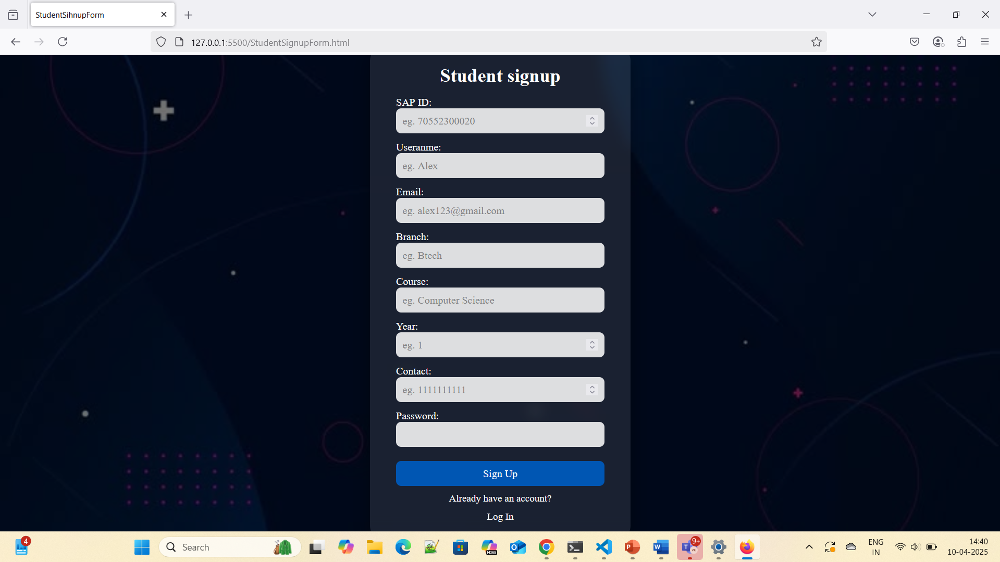 StudentSihnupForm
127.0.0.1:5500/StudentSignupForm.html
Student signup
SAP ID:
eg. 70552300020
Useranme:
eg. Alex
Email:
eg. alex123@gmail.com
Branch:
eg. Btech
Course:
eg. Computer Science
Year:
eg. 1
Contact:
eg. 1111111111
Password:
Sign Up
Already have an account?
Log In
4
Search
M365
9+
ENG
IN
14:40
10-04-2025